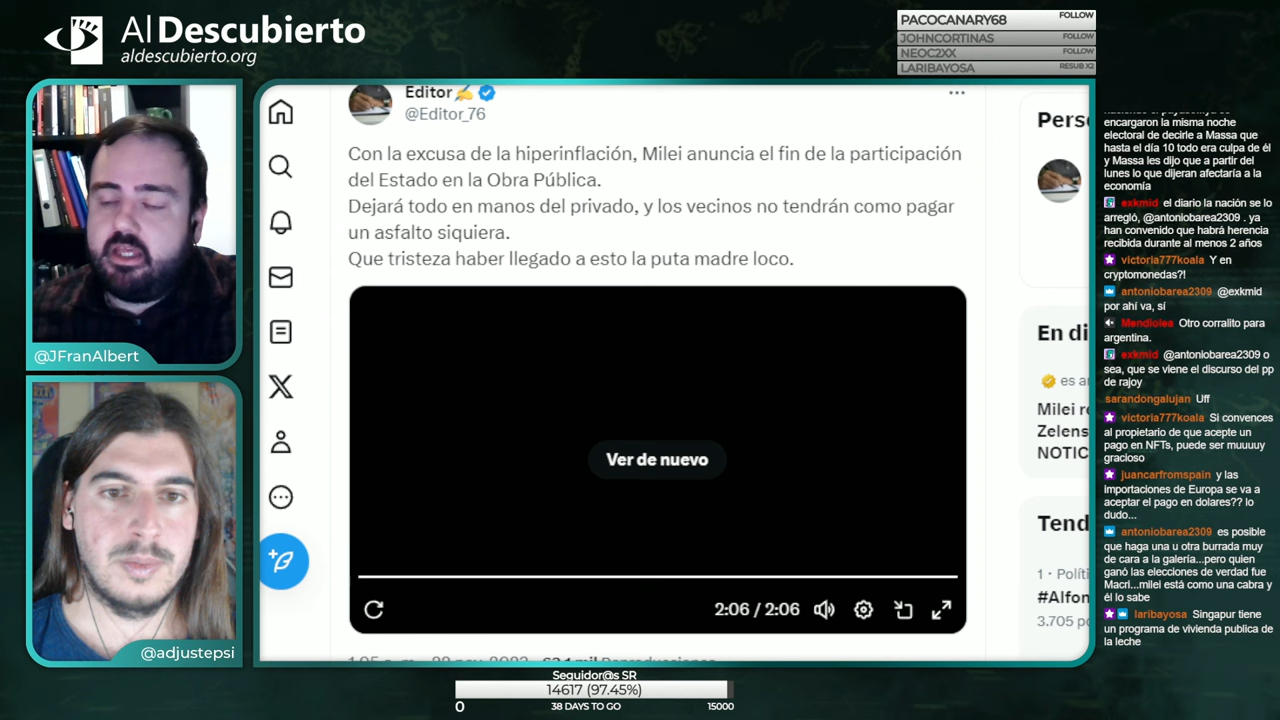 Al Descubierto
aldescubierto.org
PACOCANARY68 FOLLOW
JOHNCORTINAS FOLLOW
NEOC2XX FOLLOW
LARIBAYOSA RESUB X2
@JFranAlbert
@adjustepsi
Editor✍️
@Editor_76
Con la excusa de la hiperinflación, Milei anuncia el fin de la participación
del Estado en la Obra Pública.
Dejará todo en manos del privado, y los vecinos no tendrán como pagar
un asfalto siquiera.
Que tristeza haber llegado a esto la puta madre loco.
Ver de nuevo
2:06 / 2:06
Pers
En di
es a
Milei r
Zelens
NOTIC
Tend
1 · Políti
#Alfon
3.705 p
encargaron la misma noche
electoral de decirle a Massa que
hasta el día 10 todo era culpa de él
y Massa les dijo que a partir del
lunes lo que dijeran afectaría a la
economía
exkmid el diario la nación se lo
arregló, @antoniobarea2309 . ya
han convenido que habrá herencia
recibida durante al menos 2 años
victoria777koala Y en
cryptomonedas?!
antoniobarea2309 @exkmid
por ahí va, sí
Mendiolea Otro corralito para
argentina.
exkmid @antoniobarea2309 o
sea, que se viene el discurso del pp
de rajoy
sarandongalujan Uff
victoria777koala Si convences
al propietario de que acepte un
pago en NFTs, puede ser muuuuy
gracioso
juancarfromspain y las
importaciones de Europa se va a
aceptar el pago en dolares?? lo
dudo...
antoniobarea2309 es posible
que haga una u otra burrada muy
de cara a la galería...pero quien
ganó las elecciones de verdad fue
Macri...milei está como una cabra y
él lo sabe
laribayosa Singapur tiene
un programa de vivienda publica de
la leche
Seguidor@s SR
14617 (97.45%)
0 38 DAYS TO GO 15000